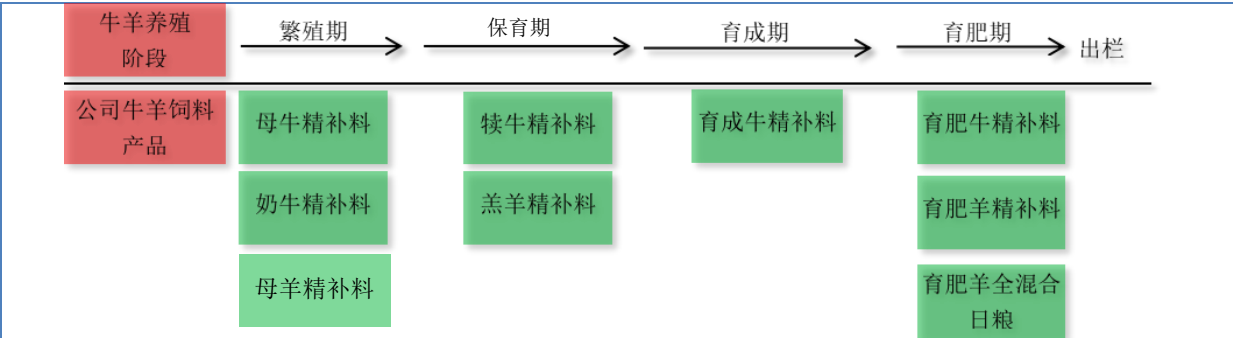 牛羊养殖
阶段
繁殖期
保育期
育成期
育肥期
出栏
公司牛羊饲料
产品
母牛精补料
犊牛精补料
育成牛精补料
育肥牛精补料
奶牛精补料
羔羊精补料
育肥羊精补料
母羊精补料
育肥羊全混合
日粮